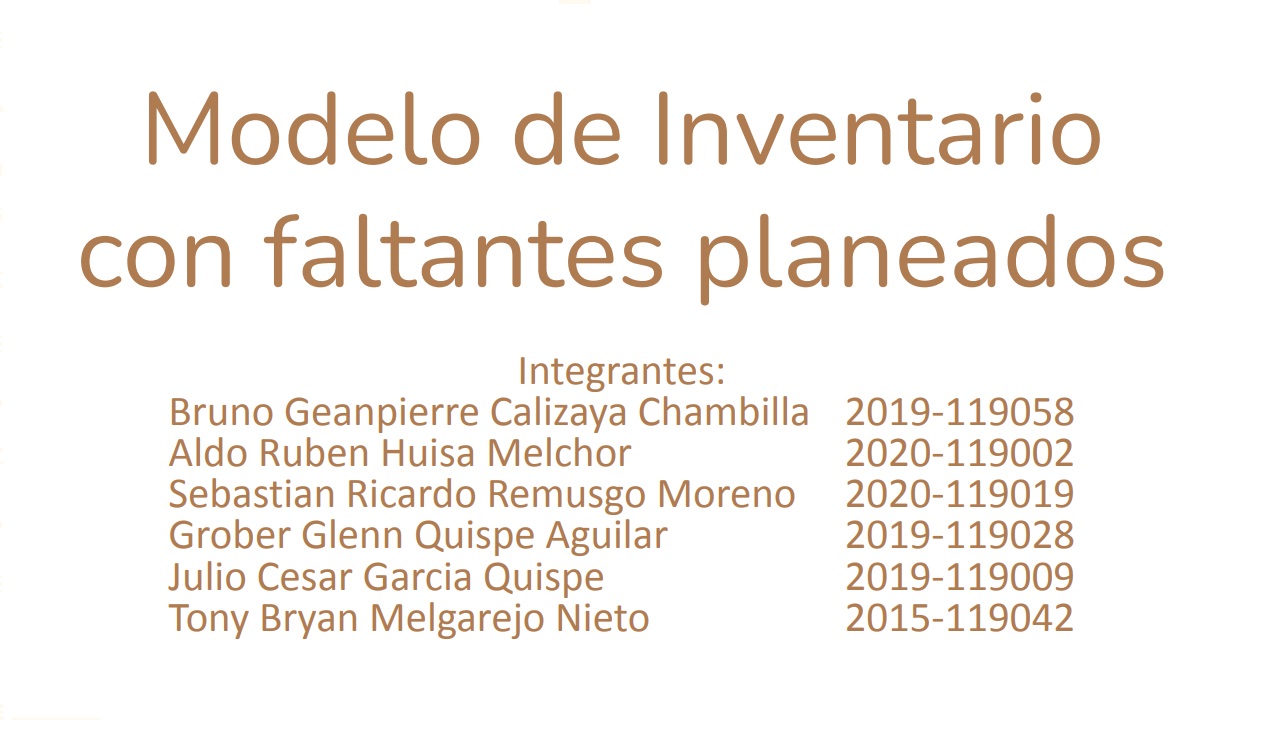 Modelo de Inventario
con faltantes planeados
Integrantes:
Bruno Geanpierre Calizaya Chambilla 2019-119058
Aldo Ruben Huisa Melchor 2020-119002
Sebastian Ricardo Remusgo Moreno 2020-119019
Grober Glenn Quispe Aguilar 2019-119028
Julio Cesar Garcia Quispe 2019-119009
Tony Bryan Melgarejo Nieto 2015-119042